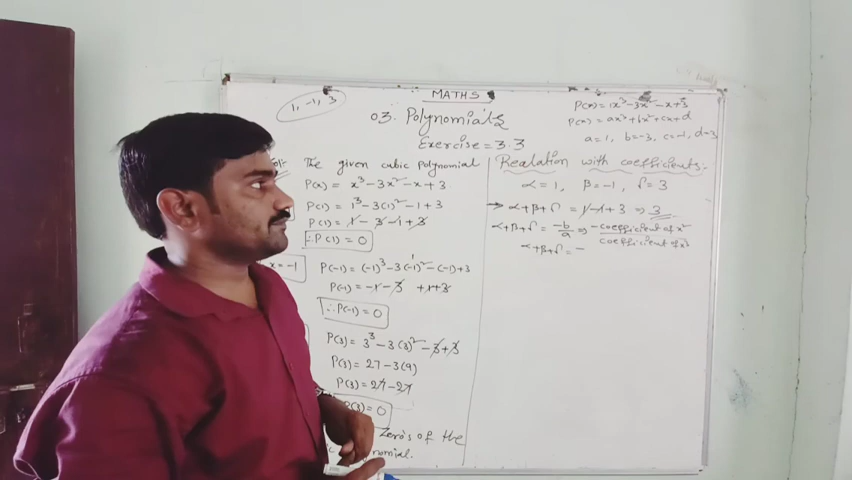 MATHS
03. Polynomials
Exercise = 3.3
1, -1, 3
P(x) = 1x³-3x²-x+3
P(x) = ax³+bx²+cx+d
a=1, b=-3, c=-1, d=3
Sol:- The given cubic polynomial
P(x) = x³-3x²-x+3
P(1) = 1³-3(1)²-1+3
P(1) = 1-3-1+3
∴P(1) = 0
x = -1
P(-1) = (-1)³-3(-1)²-(-1)+3
P(-1) = -1-3 +1+3
∴P(-1) = 0
P(3) = 3³-3(3)²-3+3
P(3) = 27-3(9)
P(3) = 27-27
P(3) = 0
Zero's of the
Realation with coefficients:-
α = 1, β = -1, γ = 3
→ α+β+γ = 1-1+3 ⇒ 3
α+β+γ = -b/a ⇒ -coefficient of x²/coefficient of x³
α+β+γ = -